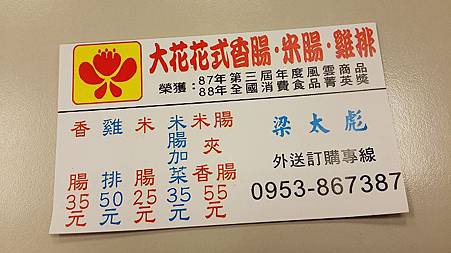 大花花式香腸·米腸·雞排
榮獲：87年第三屆年度風雲商品
88年全國消費食品菁英獎
香腸35元
雞排50元
米腸25元
米腸加菜35元
米腸夾香腸55元
梁太彪
外送訂購專線
0953-867387